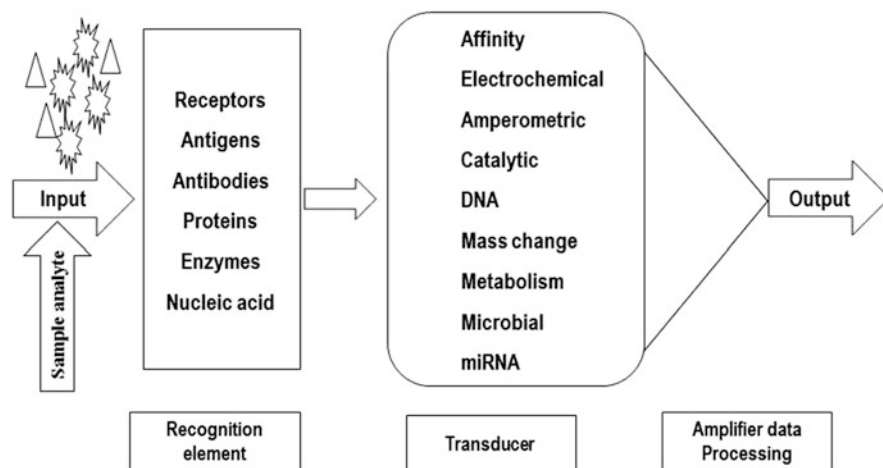 Input
Sample analyte
Receptors
Antigens
Antibodies
Proteins
Enzymes
Nucleic acid
Affinity
Electrochemical
Amperometric
Catalytic
DNA
Mass change
Metabolism
Microbial
miRNA
Output
Recognition
element
Transducer
Amplifier data
Processing